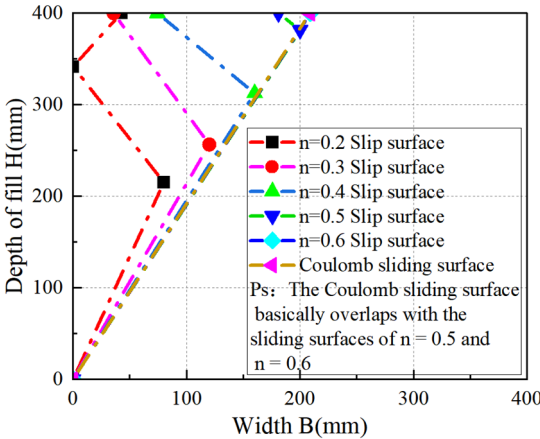 400
300
200
100
0
Depth of fill H(mm)
n=0.2 Slip surface
n=0.3 Slip surface
n=0.4 Slip surface
n=0.5 Slip surface
n=0.6 Slip surface
Coulomb sliding surface
Ps：The Coulomb sliding surface
basically overlaps with the
sliding surfaces of n = 0.5 and
n = 0.6
0 100 200 300 400
Width B(mm)